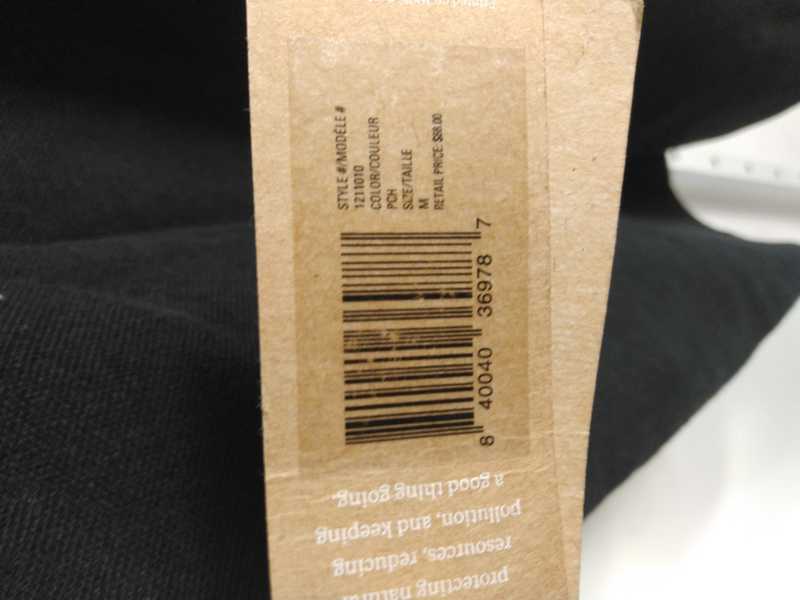 STYLE #/MODÈLE #
1211010
COLOR/COULEUR
PCH
SIZE/TAILLE
M
RETAIL PRICE: $88.00
8 40040 36978 7
protecting
resources, reducing
pollution, and keeping
a good thing going.